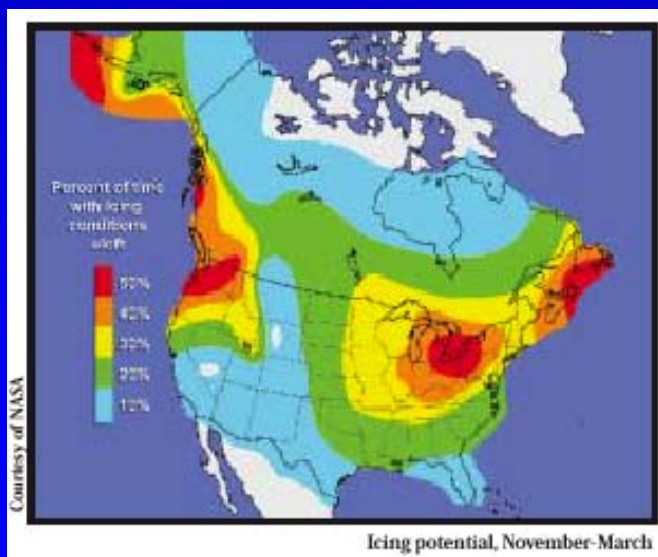 Percent of time
with Icing
conditions
aloft
50%
40%
30%
20%
10%
Courtesy of NASA
Icing potential, November-March